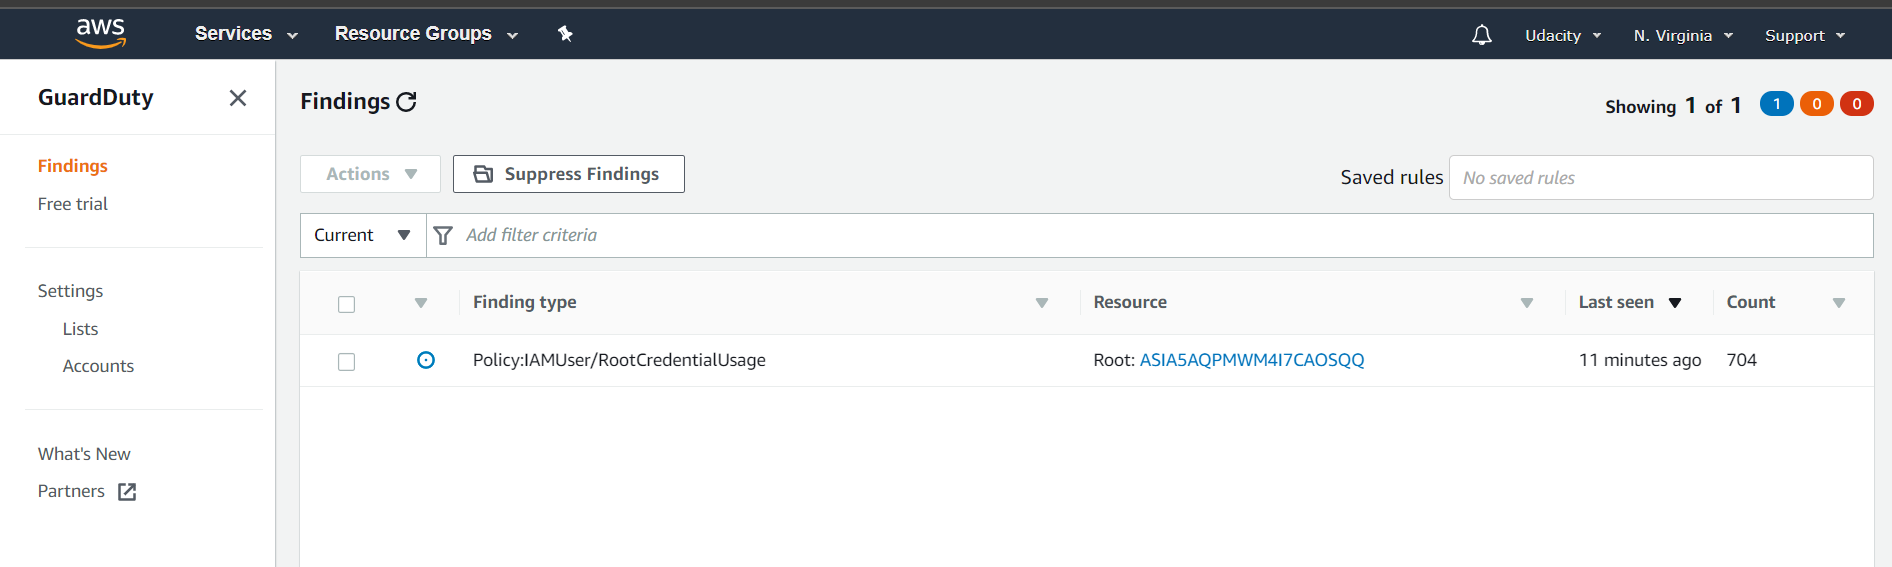 aws
Services
Resource Groups
Udacity
N. Virginia
Support
GuardDuty
Findings
Free trial
Settings
Lists
Accounts
What's New
Partners
Findings
Showing 1 of 1
1 0 0
Actions
Suppress Findings
Saved rules
No saved rules
Current
Add filter criteria
Finding type Resource Last seen Count
Policy:IAMUser/RootCredentialUsage Root: ASIA5AQPMWM4I7CAOSQQ 11 minutes ago 704